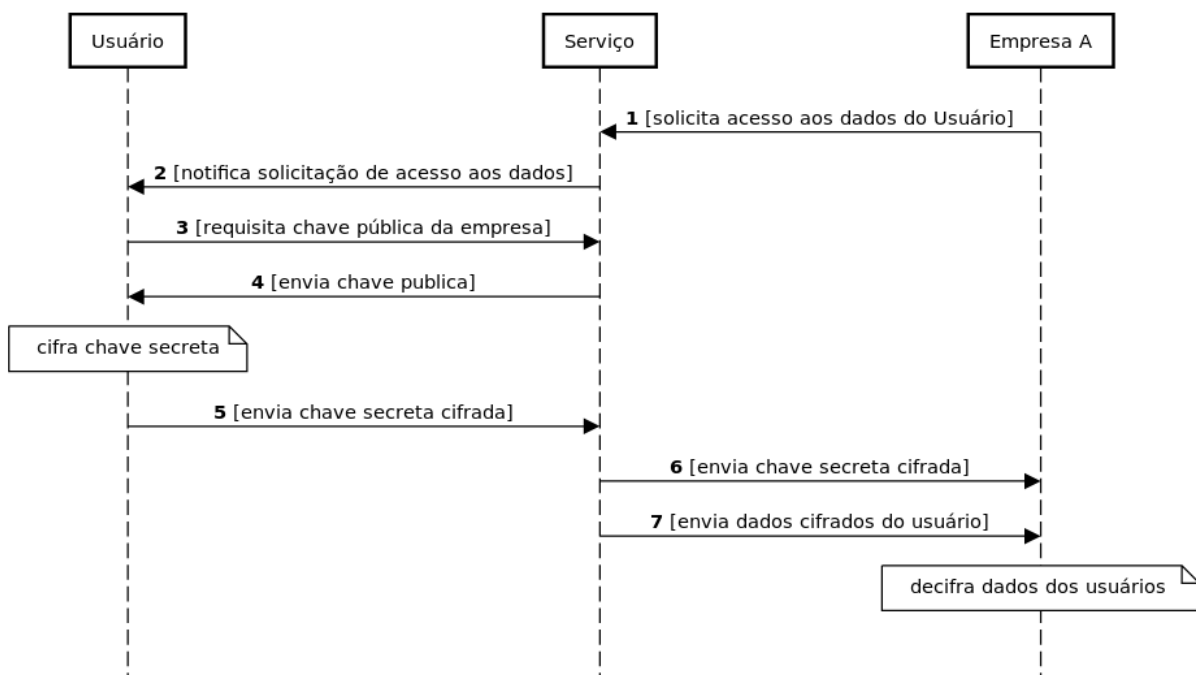 Usuário
Serviço
Empresa A
1 [solicita acesso aos dados do Usuário]
2 [notifica solicitação de acesso aos dados]
3 [requisita chave pública da empresa]
4 [envia chave publica]
cifra chave secreta
5 [envia chave secreta cifrada]
6 [envia chave secreta cifrada]
7 [envia dados cifrados do usuário]
decifra dados dos usuários